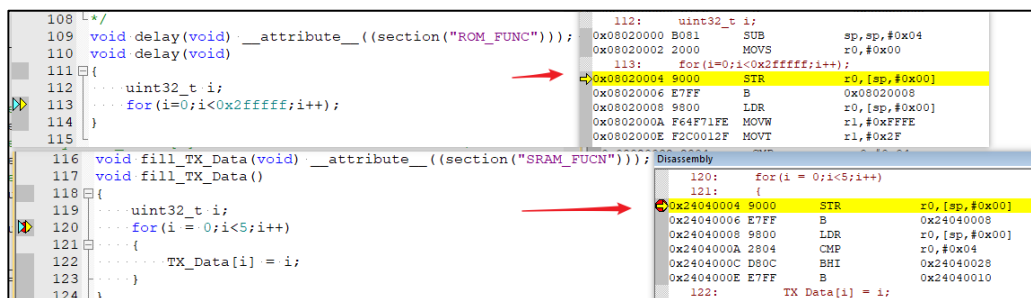 108 */
109 void delay(void) __attribute__((section("ROM_FUNC")));
110 void delay(void)
111 {
112 uint32_t i;
113 for(i=0;i<0x2fffff;i++);
114 }
115
112: uint32_t i;
0x08020000 B081 SUB sp,sp,#0x04
0x08020002 2000 MOVS r0,#0x00
113: for(i=0;i<0x2fffff;i++);
0x08020004 9000 STR r0,[sp,#0x00]
0x08020006 E7FF B 0x08020008
0x08020008 9800 LDR r0,[sp,#0x00]
0x0802000A F64F71FE MOVW r1,#0xFFFE
0x0802000E F2C0012F MOVT r1,#0x2F
116 void fill_TX_Data(void) __attribute__((section("SRAM_FUCN")));
117 void fill_TX_Data()
118 {
119 uint32_t i;
120 for(i = 0;i<5;i++)
121 {
122 TX_Data[i] = i;
123 }
124 }
Disassembly
120: for(i = 0;i<5;i++)
121: {
0x24040004 9000 STR r0,[sp,#0x00]
0x24040006 E7FF B 0x24040008
0x24040008 9800 LDR r0,[sp,#0x00]
0x2404000A 2804 CMP r0,#0x04
0x2404000C D80C BHI 0x24040028
0x2404000E E7FF B 0x24040010
122: TX_Data[i] = i;